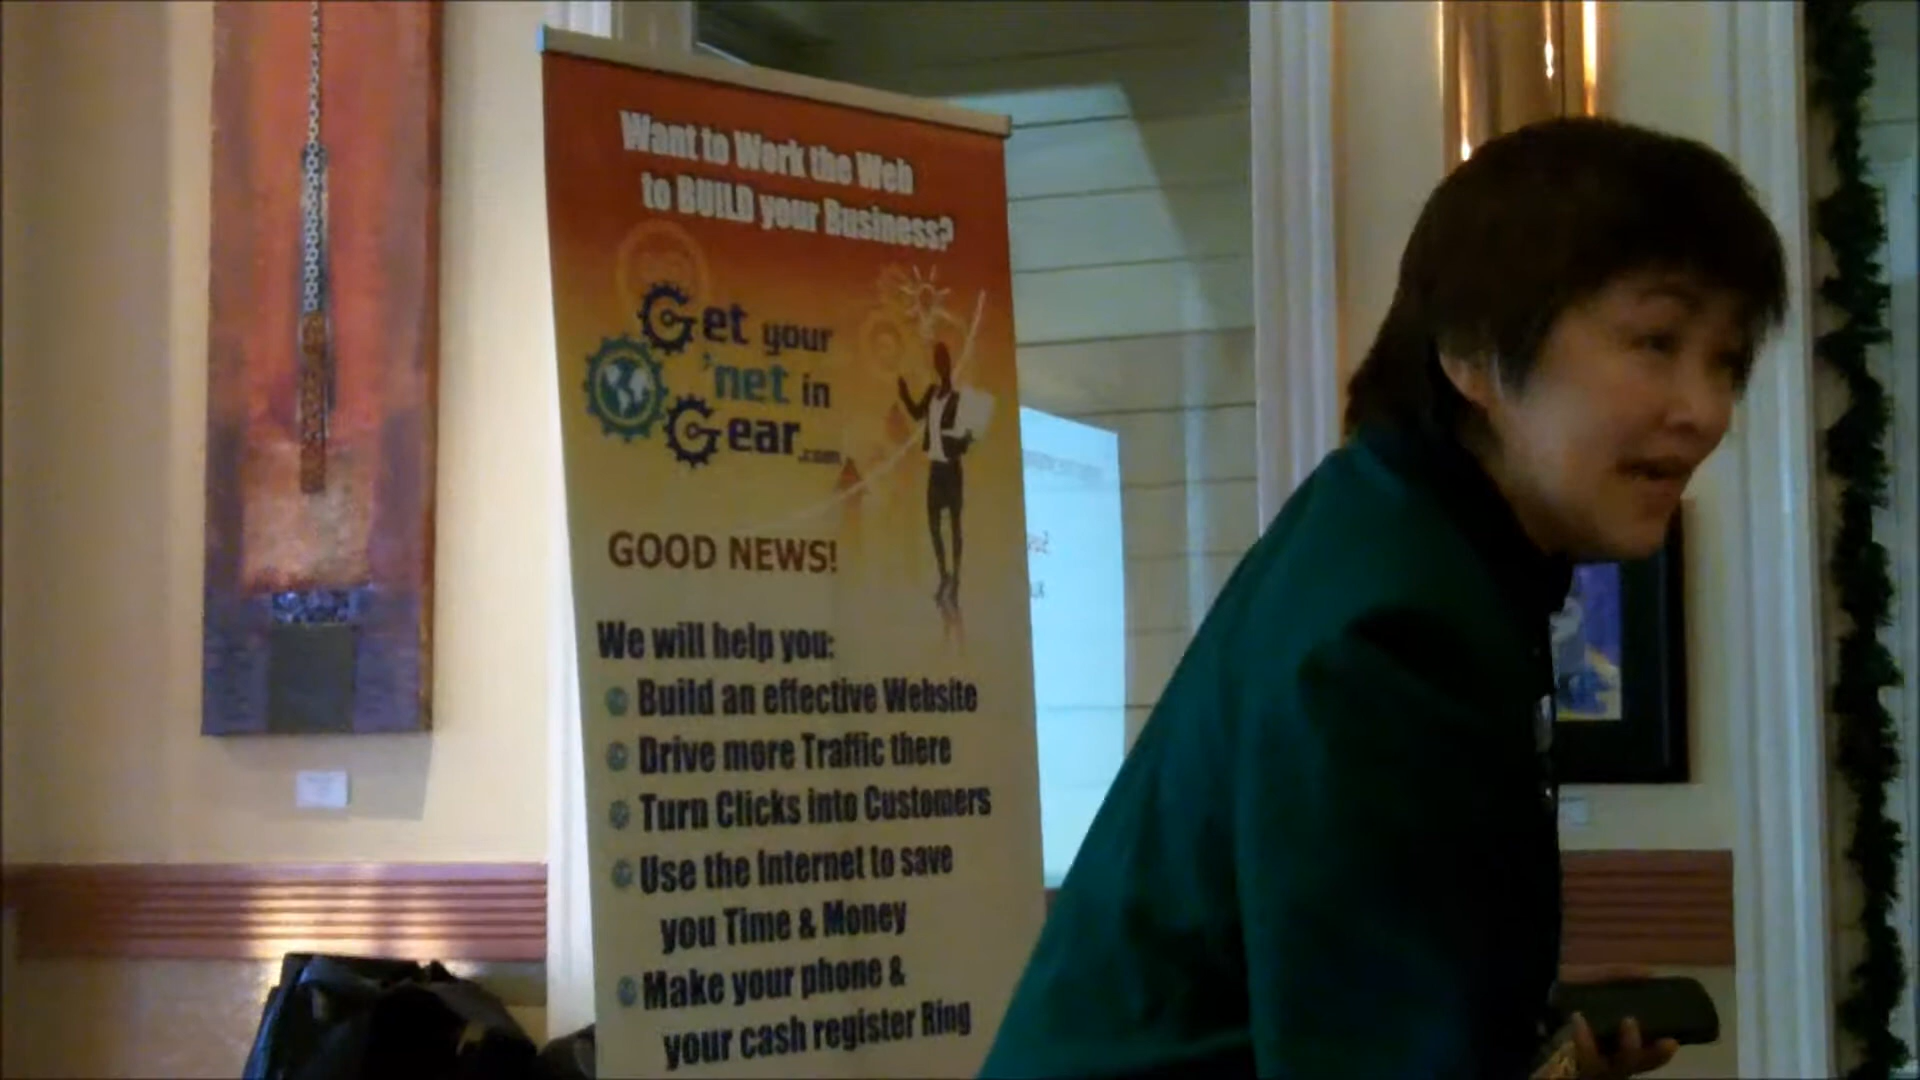 Want to Work the Web
to BUILD your Business?
Get your
'net in
Gear.com
GOOD NEWS!
We will help you:
Build an effective Website
Drive more Traffic there
Turn Clicks into Customers
Use the Internet to save
you Time & Money
Make your phone &
your cash register Ring